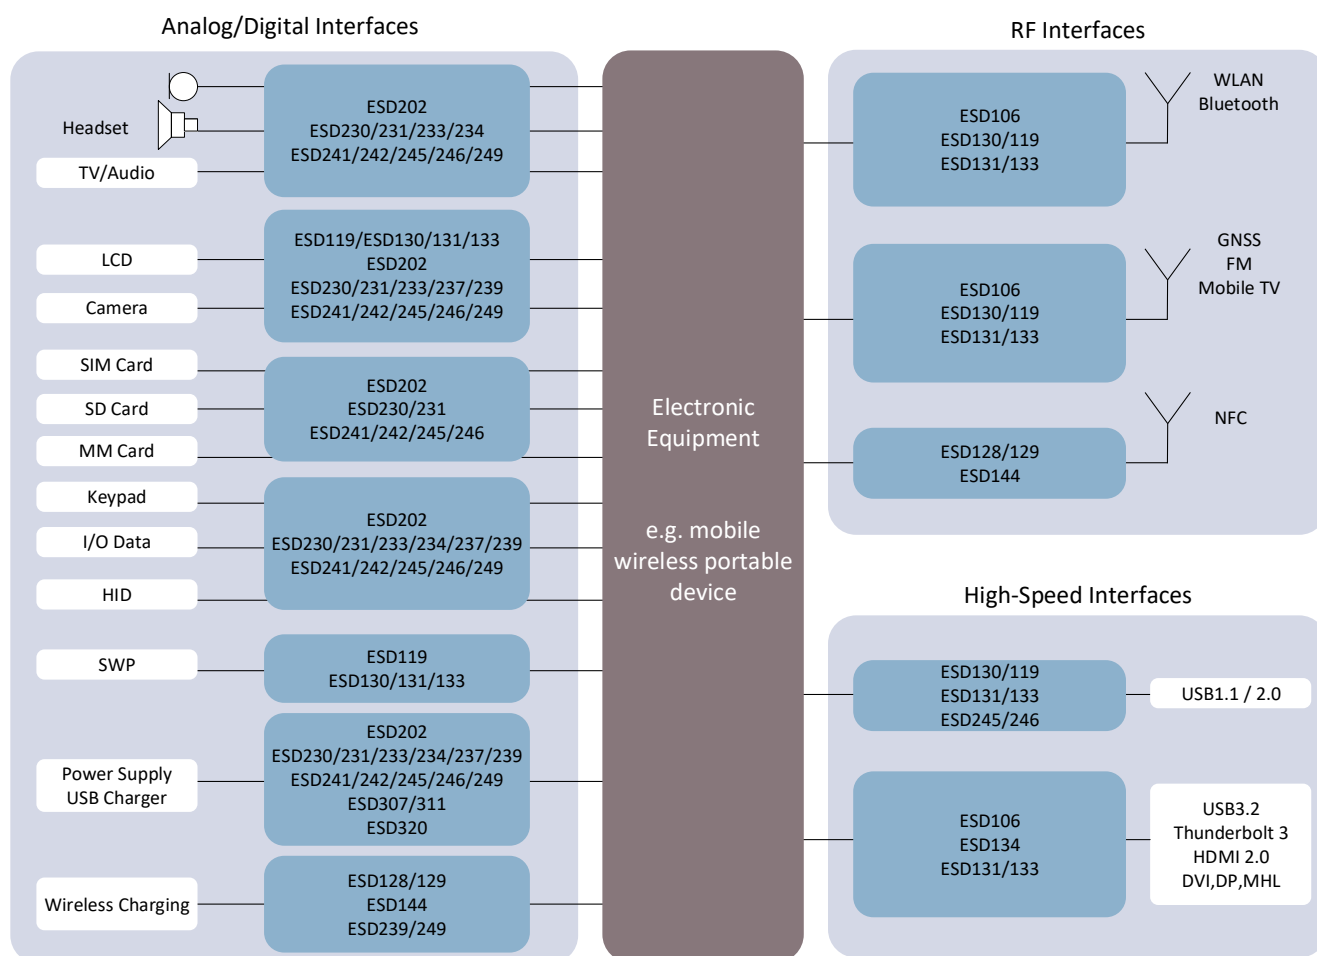 Analog/Digital Interfaces
Headset
TV/Audio
ESD202
ESD230/231/233/234
ESD241/242/245/246/249
LCD
Camera
ESD119/ESD130/131/133
ESD202
ESD230/231/233/237/239
ESD241/242/245/246/249
SIM Card
SD Card
MM Card
ESD202
ESD230/231
ESD241/242/245/246
Keypad
I/O Data
HID
ESD202
ESD230/231/233/234/237/239
ESD241/242/245/246/249
SWP
ESD119
ESD130/131/133
Power Supply
USB Charger
ESD202
ESD230/231/233/234/237/239
ESD241/242/245/246/249
ESD307/311
ESD320
Wireless Charging
ESD128/129
ESD144
ESD239/249
Electronic
Equipment
e.g. mobile
wireless portable
device
RF Interfaces
ESD106
ESD130/119
ESD131/133
WLAN
Bluetooth
ESD106
ESD130/119
ESD131/133
GNSS
FM
Mobile TV
ESD128/129
ESD144
NFC
High-Speed Interfaces
ESD130/119
ESD131/133
ESD245/246
USB1.1 / 2.0
ESD106
ESD134
ESD131/133
USB3.2
Thunderbolt 3
HDMI 2.0
DVI,DP,MHL